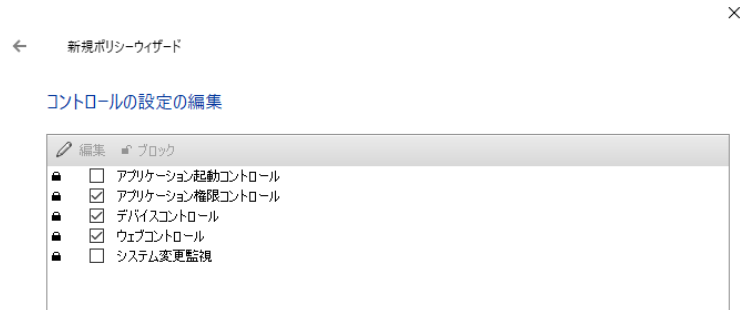 新規ポリシーウィザード
コントロールの設定の編集
編集 ブロック
アプリケーション起動コントロール
アプリケーション権限コントロール
デバイスコントロール
ウェブコントロール
システム変更監視